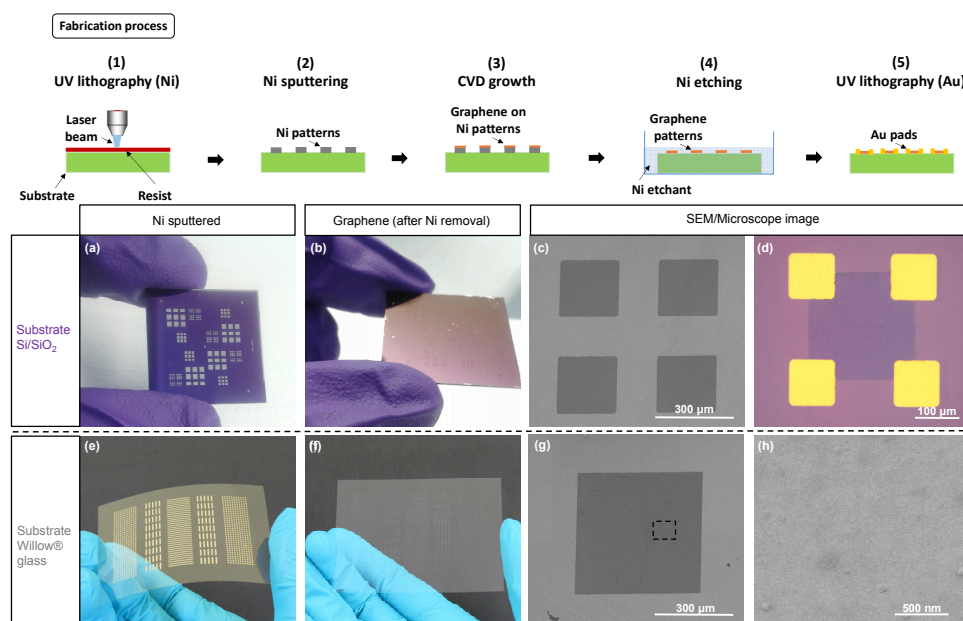 Fabrication process
(1)
UV lithography (Ni)
(2)
Ni sputtering
(3)
CVD growth
(4)
Ni etching
(5)
UV lithography (Au)
Laser
beam
Substrate
Resist
Ni patterns
Graphene on
Ni patterns
Graphene
patterns
Ni etchant
Au pads
Ni sputtered
Graphene (after Ni removal)
SEM/Microscope image
Substrate
Si/SiO₂
(a)
(b)
(c)
300 µm
(d)
100 µm
Substrate
Willow®
glass
(e)
(f)
(g)
300 µm
(h)
500 nm